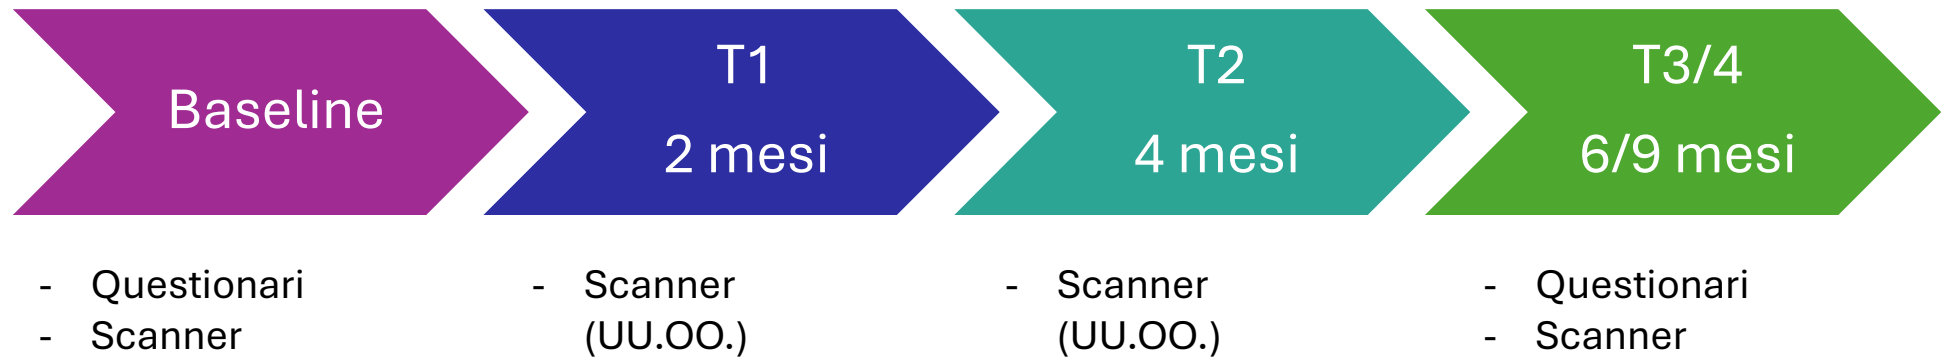 Baseline
T1
2 mesi
T2
4 mesi
T3/4
6/9 mesi
- Questionari
- Scanner
- Scanner
(UU.OO.)
- Scanner
(UU.OO.)
- Questionari
- Scanner